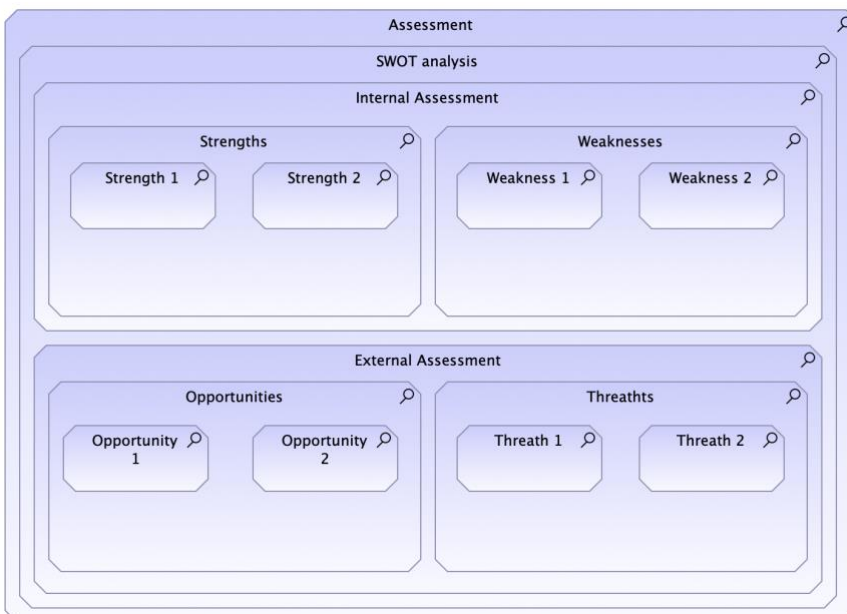 Assessment
SWOT analysis
Internal Assessment
Strengths
Strength 1
Strength 2
Weaknesses
Weakness 1
Weakness 2
External Assessment
Opportunities
Opportunity
1
Opportunity
2
Threathts
Threath 1
Threath 2